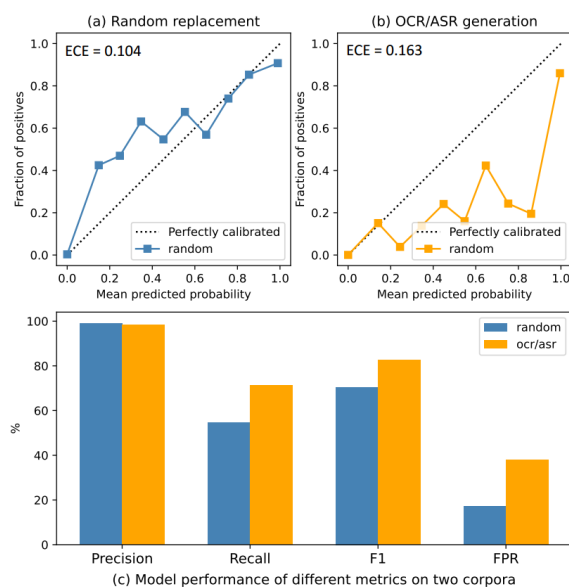 (a) Random replacement
ECE = 0.104
1.0
0.8
0.6
0.4
0.2
0.0
Fraction of positives
Perfectly calibrated
random
0.0 0.2 0.4 0.6 0.8 1.0
Mean predicted probability
(b) OCR/ASR generation
ECE = 0.163
1.0
0.8
0.6
0.4
0.2
0.0
Fraction of positives
Perfectly calibrated
random
0.0 0.2 0.4 0.6 0.8 1.0
Mean predicted probability
100
80
60
40
20
0
%
random
ocr/asr
Precision Recall F1 FPR
(c) Model performance of different metrics on two corpora